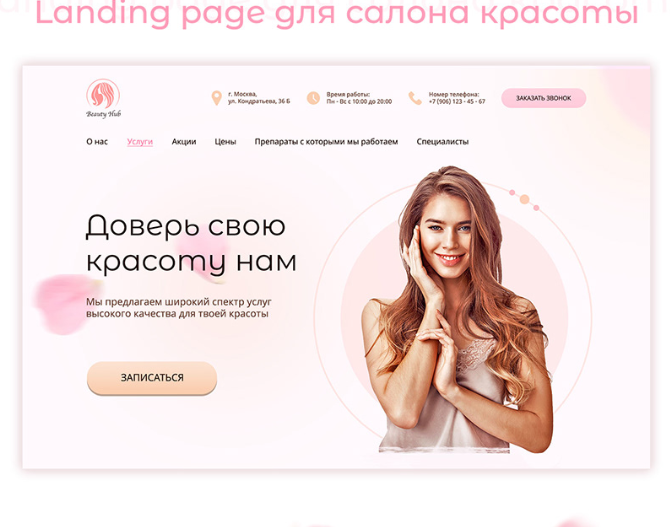 Landing page для салона красоты
Beauty Hub
г. Москва,
ул. Кондратьева, 36 Б
Время работы:
Пн - Вс с 10:00 до 20:00
Номер телефона:
+7 (906) 123 - 45 - 67
ЗАКАЗАТЬ ЗВОНОК
О нас Услуги Акции Цены Препараты с которыми мы работаем Специалисты
Доверь свою
красоту нам
Мы предлагаем широкий спектр услуг
высокого качества для твоей красоты
ЗАПИСАТЬСЯ